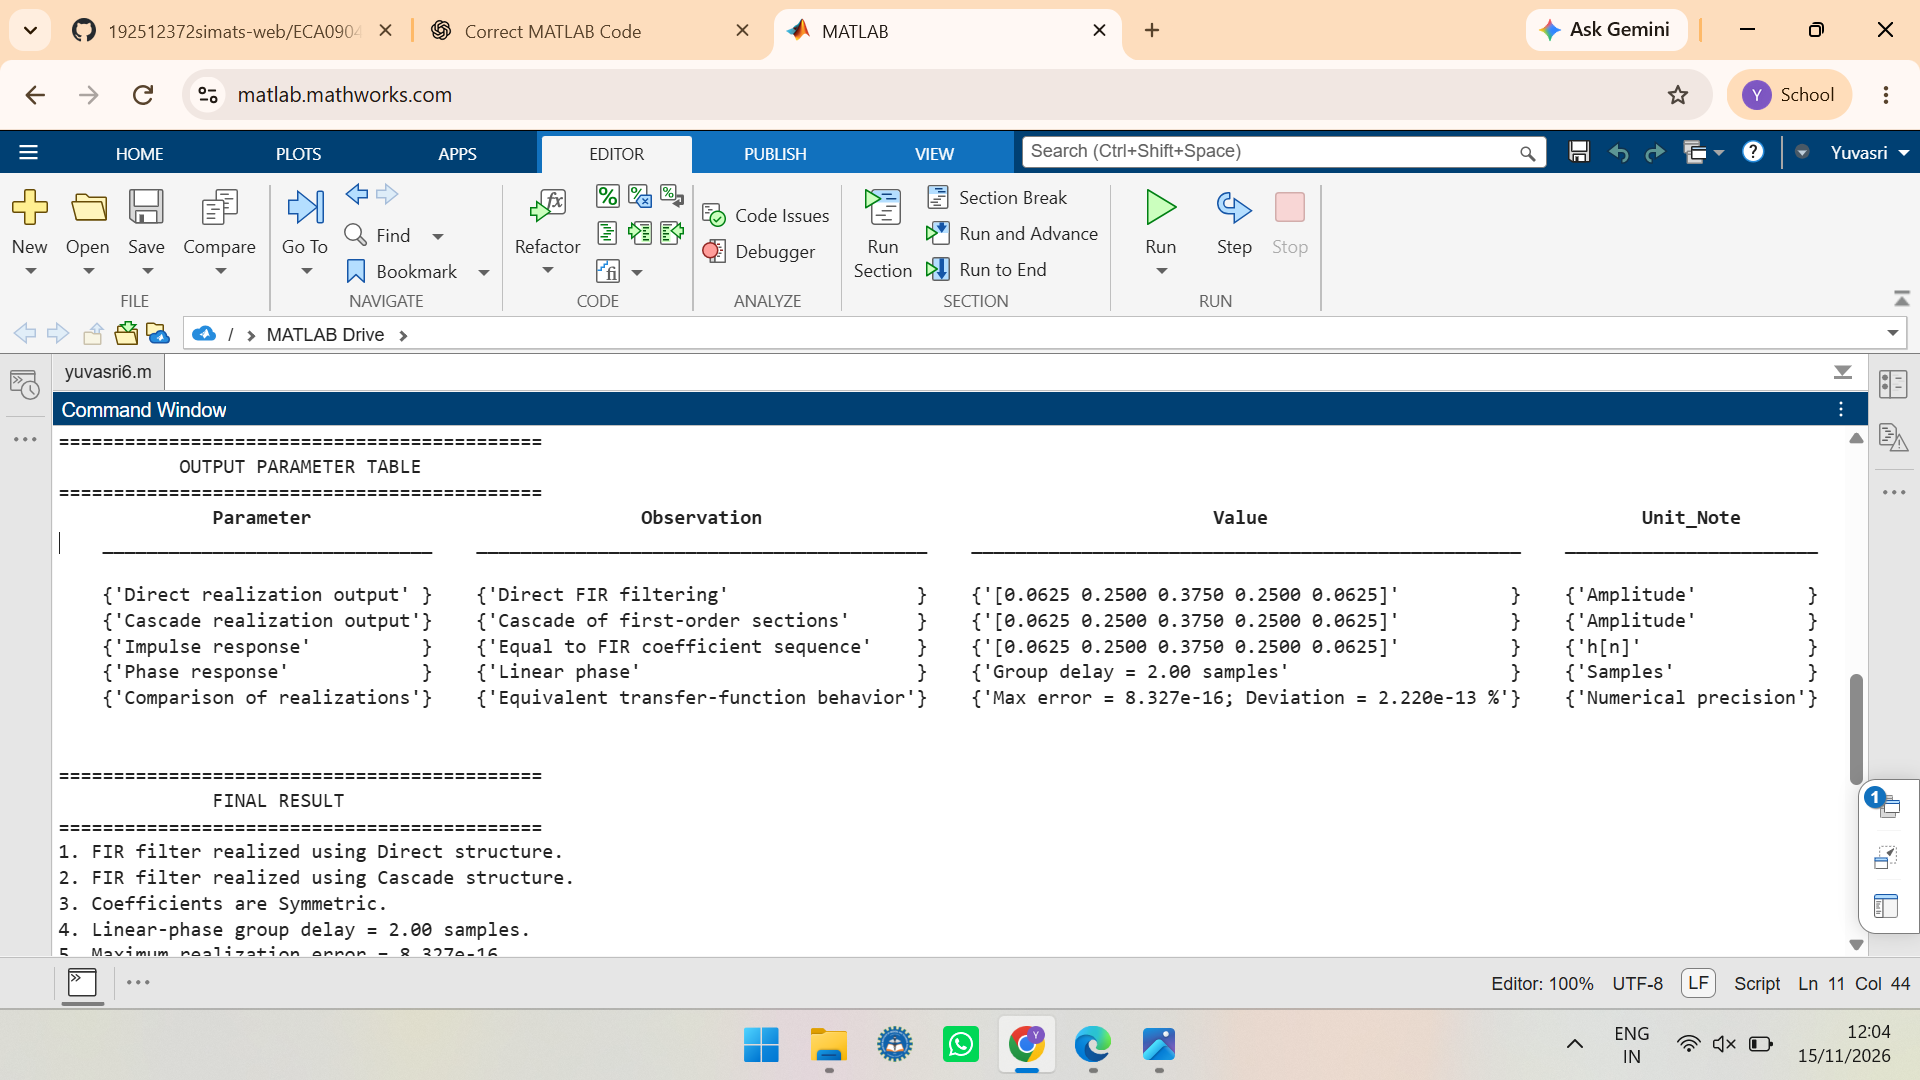 192512372simats-web/ECA0904
Correct MATLAB Code
MATLAB
Ask Gemini
matlab.mathworks.com
Y School
HOME PLOTS APPS EDITOR PUBLISH VIEW
Search (Ctrl+Shift+Space)
Yuvasri
New Open Save Compare
FILE
Go To Find Bookmark
NAVIGATE
Refactor
CODE
Code Issues
Debugger
ANALYZE
Run Section
Section Break
Run and Advance
Run to End
SECTION
Run Step Stop
RUN
/ > MATLAB Drive >
yuvasri6.m
Command Window
============================================
OUTPUT PARAMETER TABLE
============================================
Parameter Observation Value Unit_Note
{'Direct realization output' } {'Direct FIR filtering' } {'[0.0625 0.2500 0.3750 0.2500 0.0625]' } {'Amplitude' }
{'Cascade realization output'} {'Cascade of first-order sections' } {'[0.0625 0.2500 0.3750 0.2500 0.0625]' } {'Amplitude' }
{'Impulse response' } {'Equal to FIR coefficient sequence' } {'[0.0625 0.2500 0.3750 0.2500 0.0625]' } {'h[n]' }
{'Phase response' } {'Linear phase' } {'Group delay = 2.00 samples' } {'Samples' }
{'Comparison of realizations'} {'Equivalent transfer-function behavior'} {'Max error = 8.327e-16; Deviation = 2.220e-13 %'} {'Numerical precision'}
============================================
FINAL RESULT
============================================
1. FIR filter realized using Direct structure.
2. FIR filter realized using Cascade structure.
3. Coefficients are Symmetric.
4. Linear-phase group delay = 2.00 samples.
5. Maximum realization error = 8.327e-16
1
Editor: 100% UTF-8 LF Script Ln 11 Col 44
ENG
IN
12:04
15/11/2026